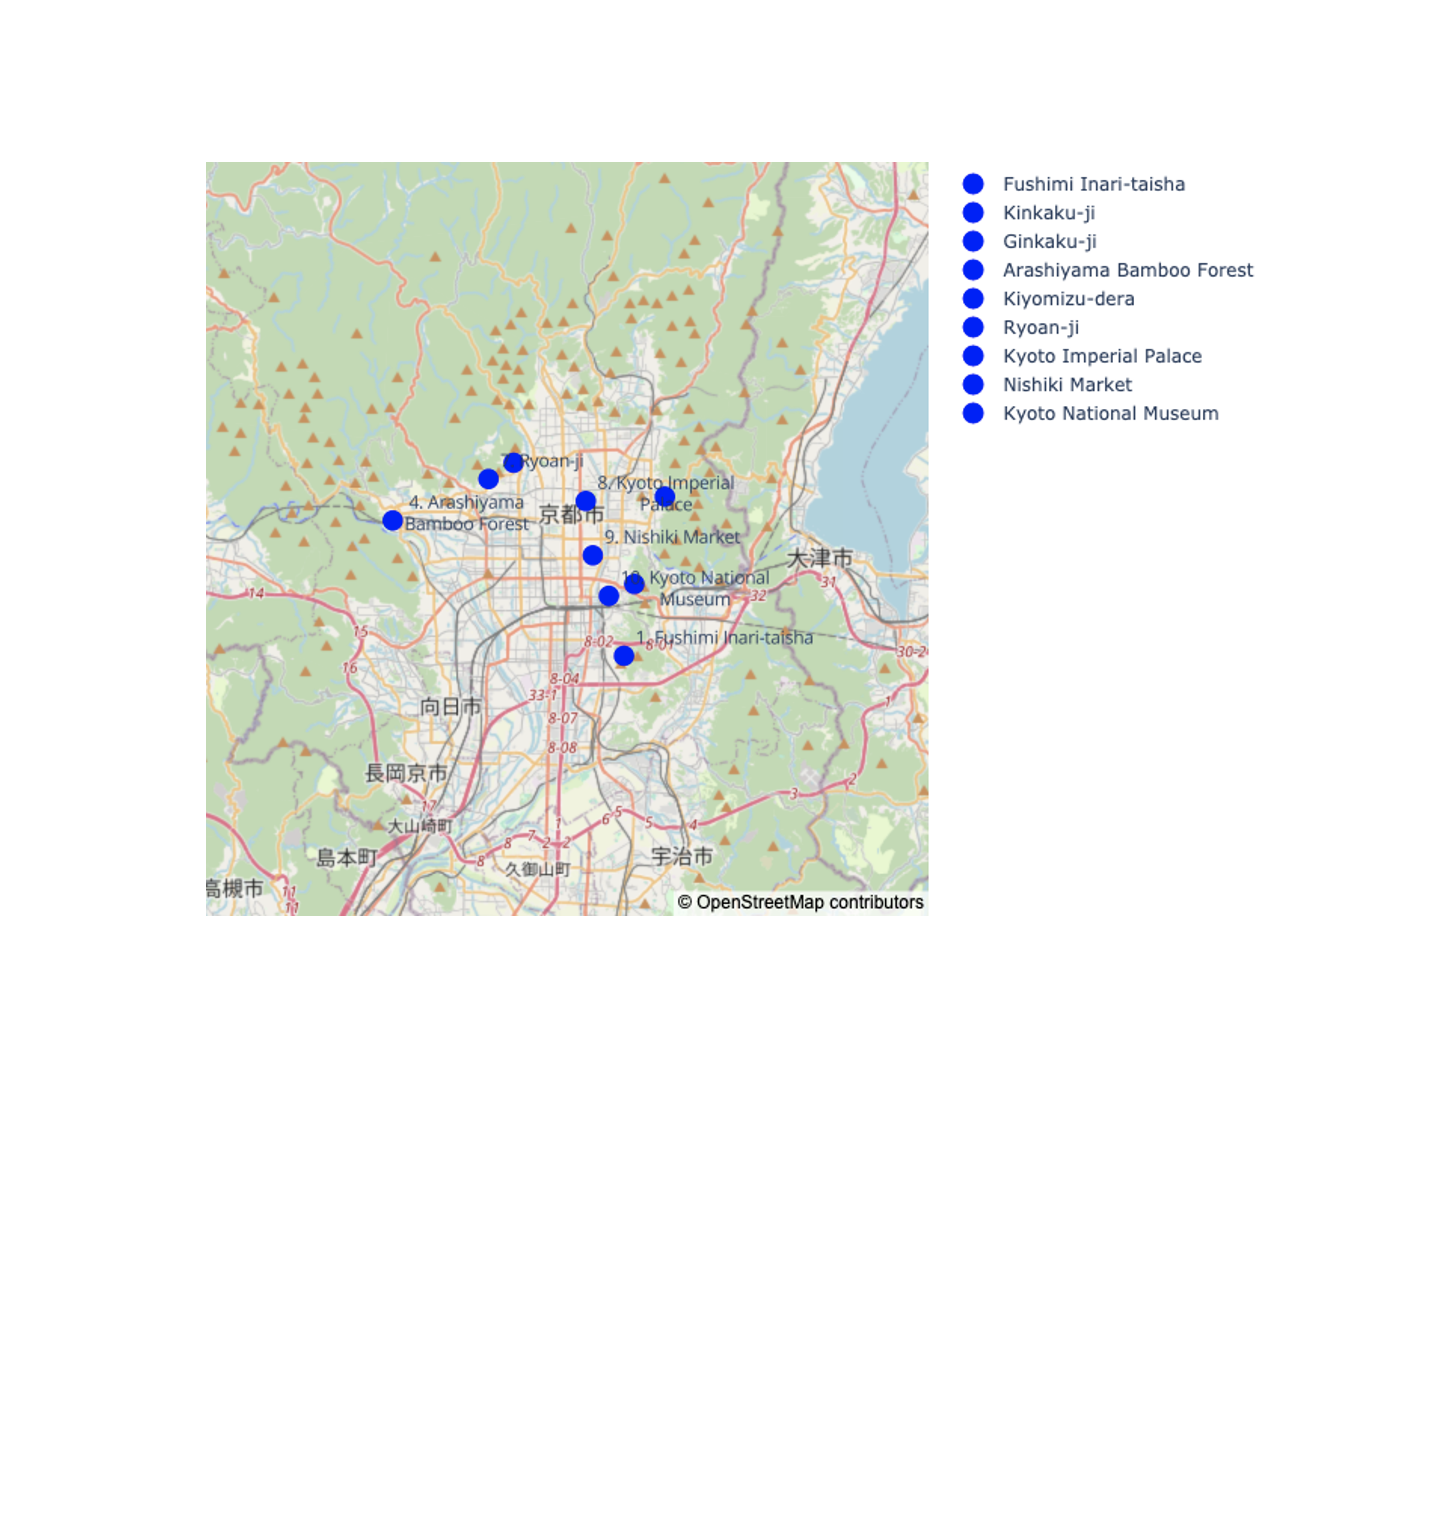 Fushimi Inari-taisha
Kinkaku-ji
Ginkaku-ji
Arashiyama Bamboo Forest
Kiyomizu-dera
Ryoan-ji
Kyoto Imperial Palace
Nishiki Market
Kyoto National Museum
Ryoan-ji
8. Kyoto Imperial
Palace
4. Arashiyama
Bamboo Forest
京都市
9. Nishiki Market
大津市
10. Kyoto National
Museum
31
32
14
15
1. Fushimi Inari-taisha
8-02
8-01
16
8-04
33-1
向日市
1
8-07
8-08
長岡京市
2
3
17
大山崎町
1
7
2
2
6
5
5
4
8
8
島本町
久御山町
宇治市
高槻市
11
11
© OpenStreetMap contributors